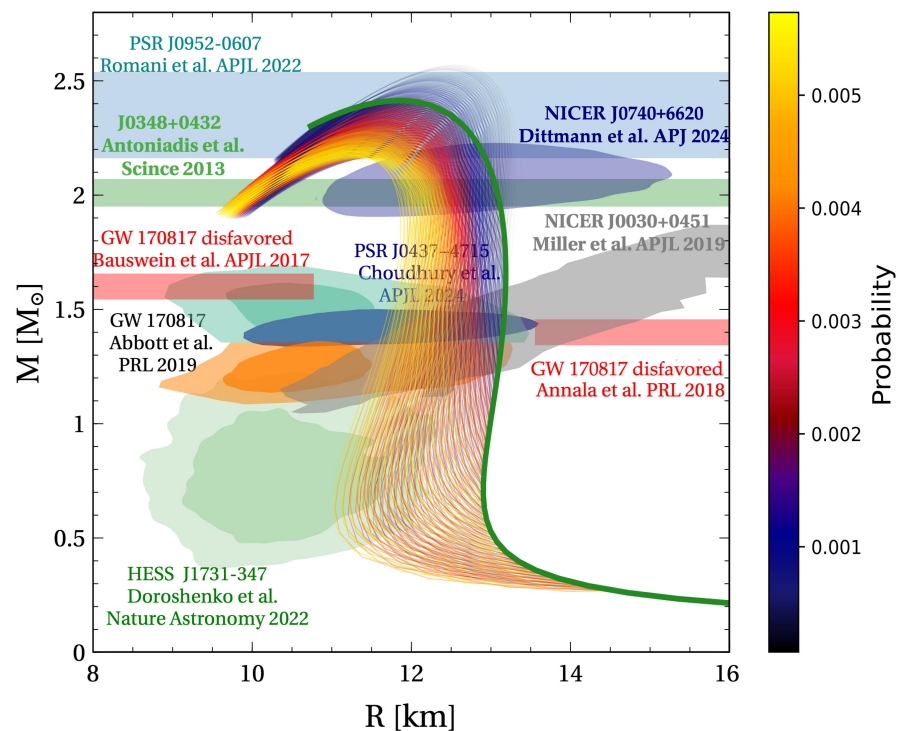 PSR J0952-0607
Romani et al. APJL 2022
J0348+0432
Antoniadis et al.
Scince 2013
NICER J0740+6620
Dittmann et al. APJ 2024
GW 170817 disfavored
Bauswein et al. APJL 2017
PSR J0437−4715
Choudhury et al.
APJL 2024
NICER J0030+0451
Miller et al. APJL 2019
GW 170817
Abbott et al.
PRL 2019
GW 170817 disfavored
Annala et al. PRL 2018
HESS J1731-347
Doroshenko et al.
Nature Astronomy 2022
M [M⊙]
2.5
2
1.5
1
0.5
0
8
10
12
14
16
R [km]
0.005
0.004
0.003
0.002
0.001
Probability